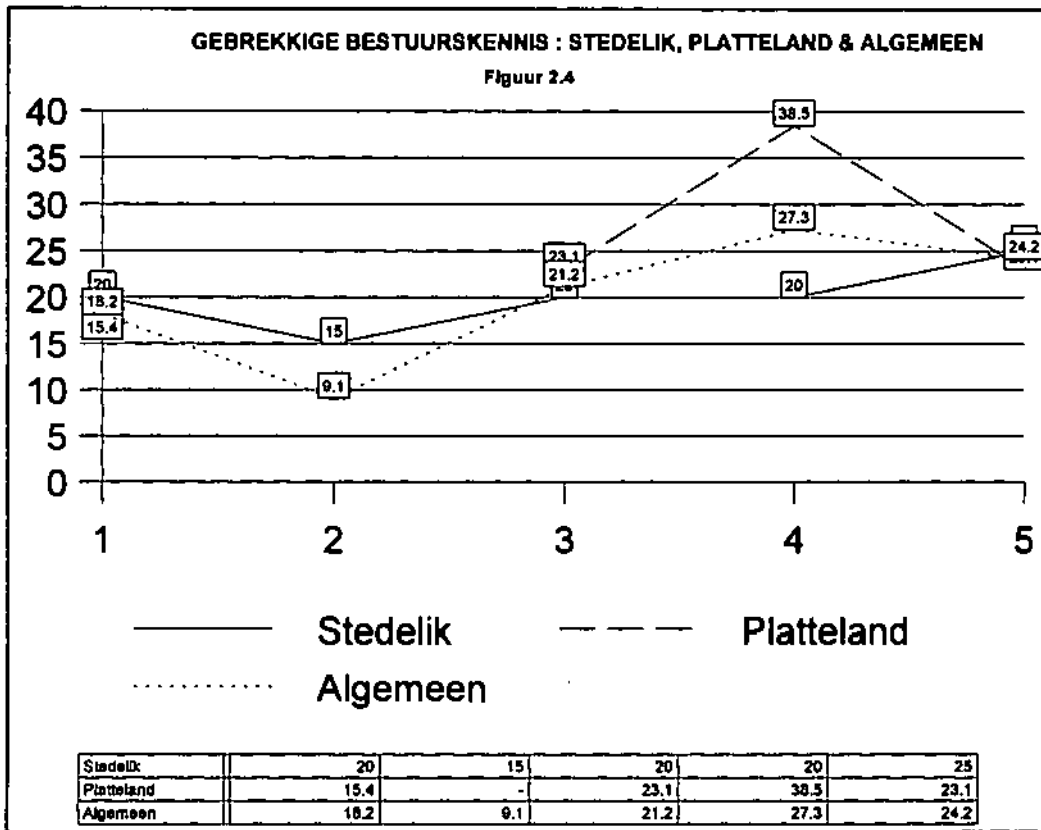 GEBREKKIGE BESTUURSKENNIS : STEDELIK, PLATTELAND & ALGEMEEN
Figuur 2.4
40
35
30
25
20
15
10
5
0
20
18.2
15.4
15
9.1
23.1
21.2
20
38.5
27.3
20
24.2
1 2 3 4 5
Stedelik Platteland
Algemeen
Stedelik 20 15 20 20 25
Platteland 15.4 - 23.1 38.5 23.1
Algemeen 18.2 9.1 21.2 27.3 24.2